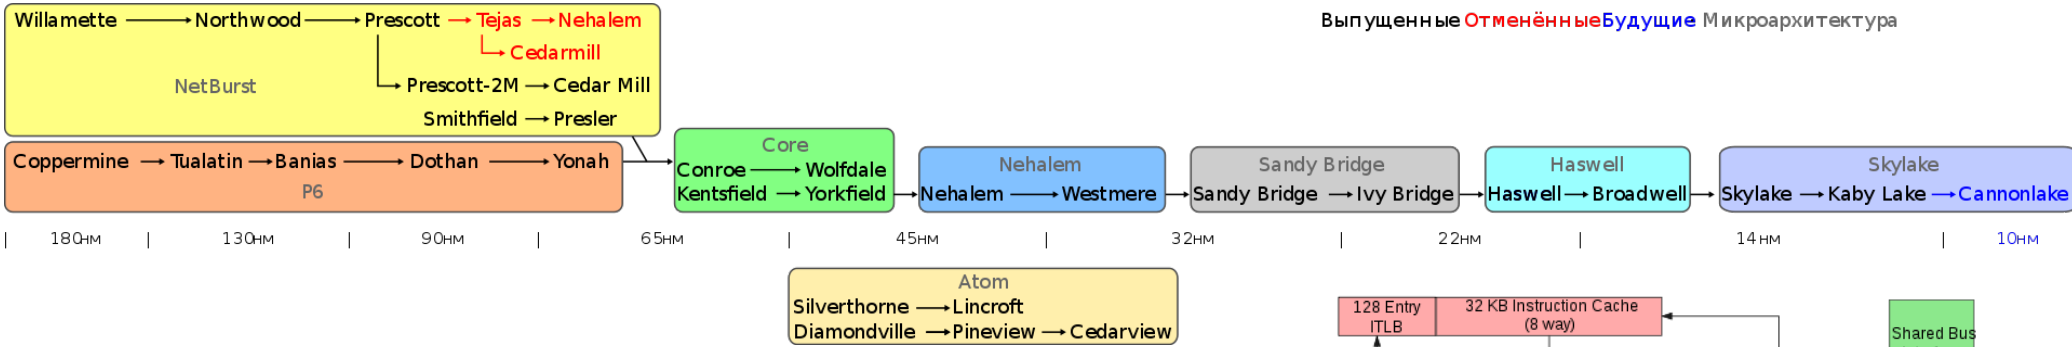 Willamette Northwood Prescott Tejas Nehalem
Cedarmill
NetBurst
Prescott-2M Cedar Mill
Smithfield Presler
Выпущенные Отменённые Будущие Микроархитектура
Coppermine Tualatin Banias Dothan Yonah
P6
Core
Conroe Wolfdale
Kentsfield Yorkfield
Nehalem
Nehalem Westmere
Sandy Bridge
Sandy Bridge Ivy Bridge
Haswell
Haswell Broadwell
Skylake
Skylake Kaby Lake Cannonlake
180нм 130нм 90нм 65нм 45нм 32нм 22нм 14нм 10нм
Atom
Silverthorne Lincroft
Diamondville Pineview Cedarview
128 Entry
ITLB
32 KB Instruction Cache
(8 way)
Shared Bus